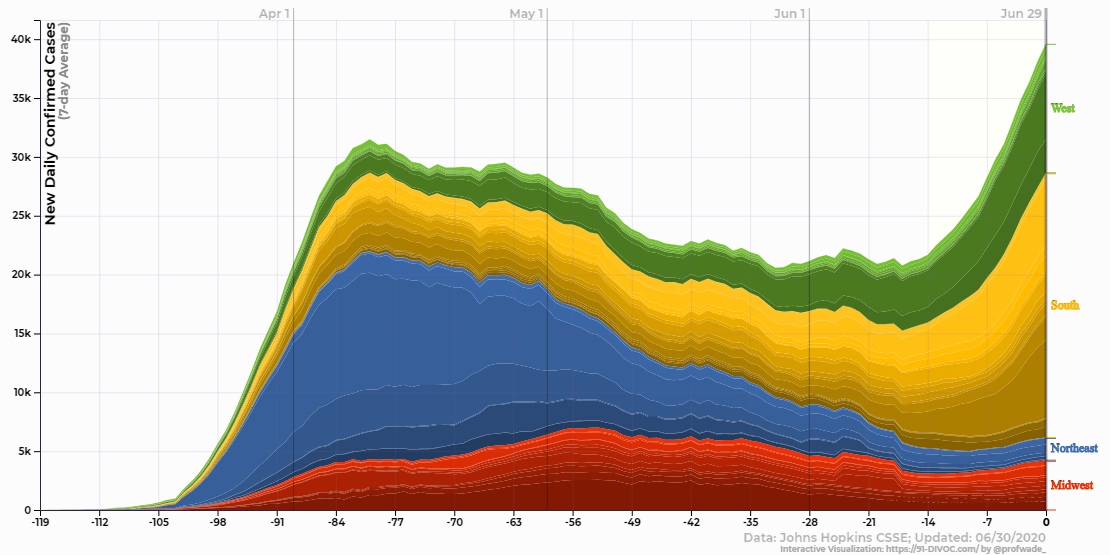 Apr 1
May 1
Jun 1
Jun 29
New Daily Confirmed Cases
(7-day Average)
40k
35k
30k
25k
20k
15k
10k
5k
0
West
South
Northeast
Midwest
-119 -112 -105 -98 -91 -84 -77 -70 -63 -56 -49 -42 -35 -28 -21 -14 -7 0
Data: Johns Hopkins CSSE; Updated: 06/30/2020
Interactive Visualization: https://91-DIVOC.com/ by @profwade_